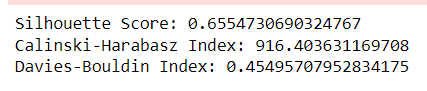 Silhouette Score: 0.6554730690324767
Calinski-Harabasz Index: 916.403631169708
Davies-Bouldin Index: 0.45495707952834175